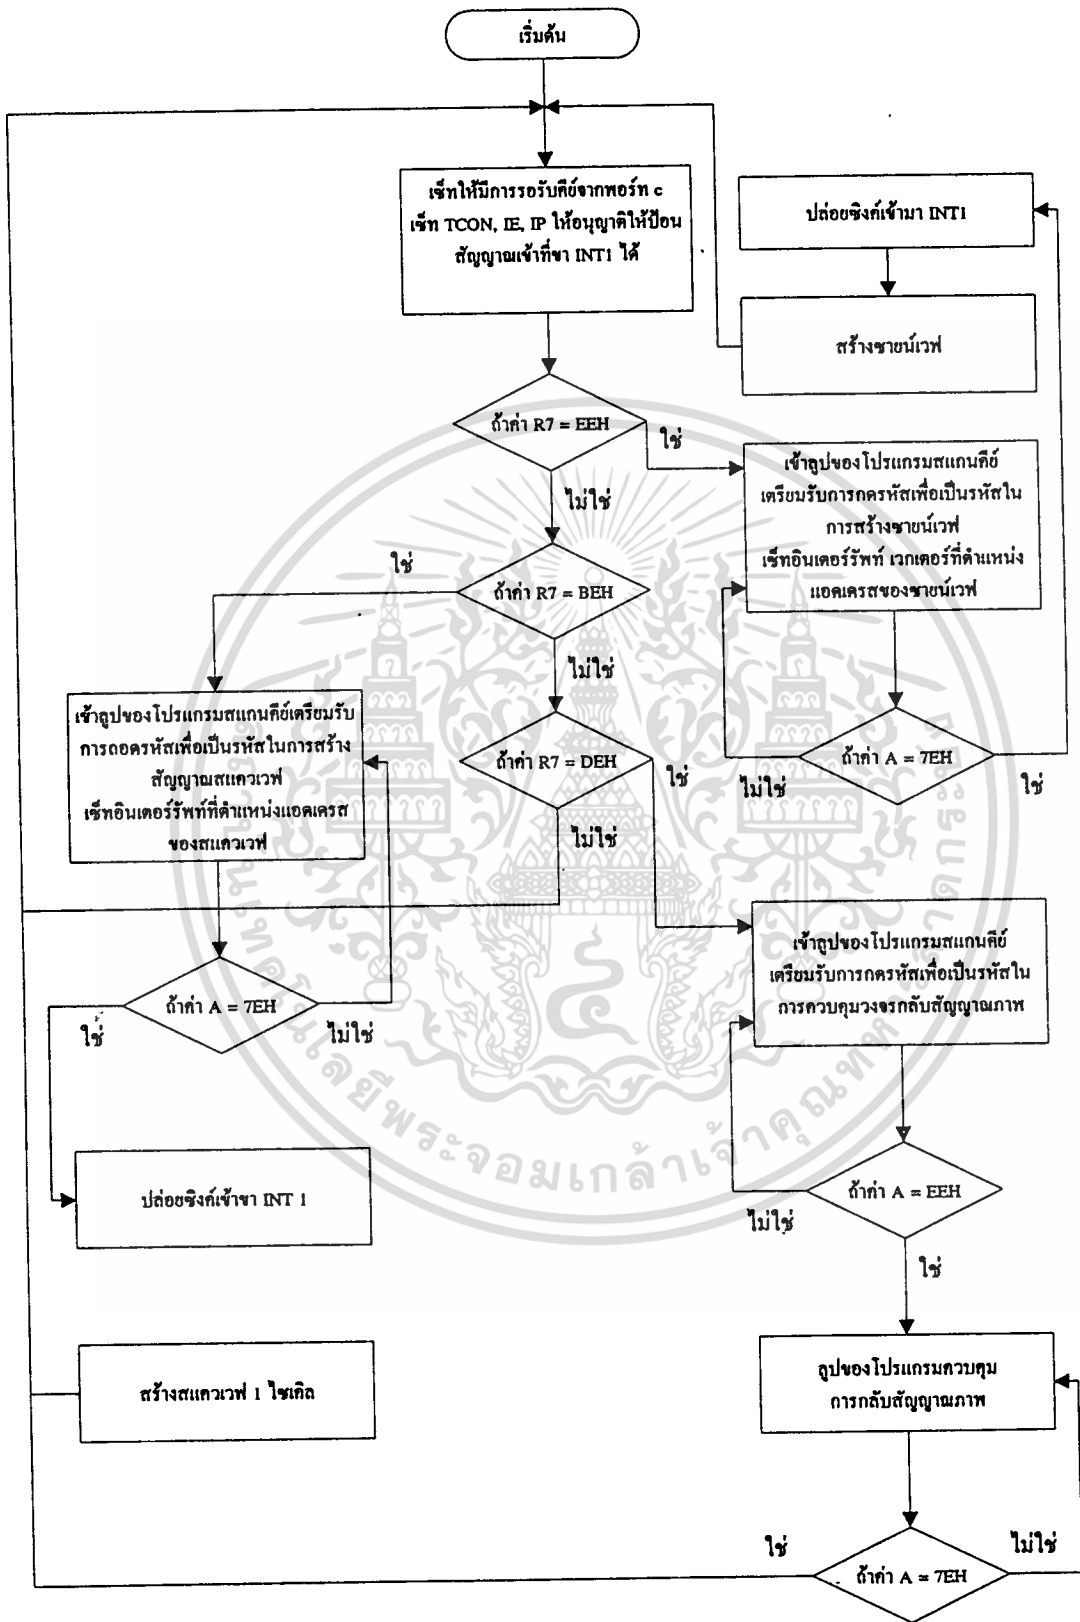 เริ่มต้น
เซ็ทให้มีการรอรับคีย์จากพอร์ท c
เซ็ท TCON, IE, IP ให้อนุญาติให้ป้อน
สัญญาณเข้าที่ขา INT1 ได้
ปล่อยซิงค์เข้ามา INT1
สร้างซายน์เวฟ
ถ้าค่า R7 = EEH
ใช่
ไม่ใช่
เข้าลูปของโปรแกรมสแกนคีย์
เตรียมรับการกดรหัสเพื่อเป็นรหัสใน
การสร้างซายน์เวฟ
เซ็ทอินเตอร์รัพท์ เวกเตอร์ที่ตำแหน่ง
แอดเดรสของซายน์เวฟ
ใช่
ถ้าค่า R7 = BEH
ไม่ใช่
เข้าลูปของโปรแกรมสแกนคีย์เตรียมรับ
การถอดรหัสเพื่อเป็นรหัสในการสร้าง
สัญญาณสแควเวฟ
เซ็ทอินเตอร์รัพท์ที่ตำแหน่งแอดเดรส
ของสแควเวฟ
ถ้าค่า R7 = DEH
ใช่
ไม่ใช่
ถ้าค่า A = 7EH
ไม่ใช่
ใช่
เข้าลูปของโปรแกรมสแกนคีย์
เตรียมรับการกดรหัสเพื่อเป็นรหัสใน
การควบคุมวงจรกลับสัญญาณภาพ
ถ้าค่า A = 7EH
ใช่
ไม่ใช่
ปล่อยซิงค์เข้าขา INT 1
ถ้าค่า A = EEH
ไม่ใช่
ใช่
สร้างสแควเวฟ 1 ไซเคิล
ลูปของโปรแกรมควบคุม
การกลับสัญญาณภาพ
ใช่
ถ้าค่า A = 7EH
ไม่ใช่
พระจอมเกล้าเจ้าคุณทห